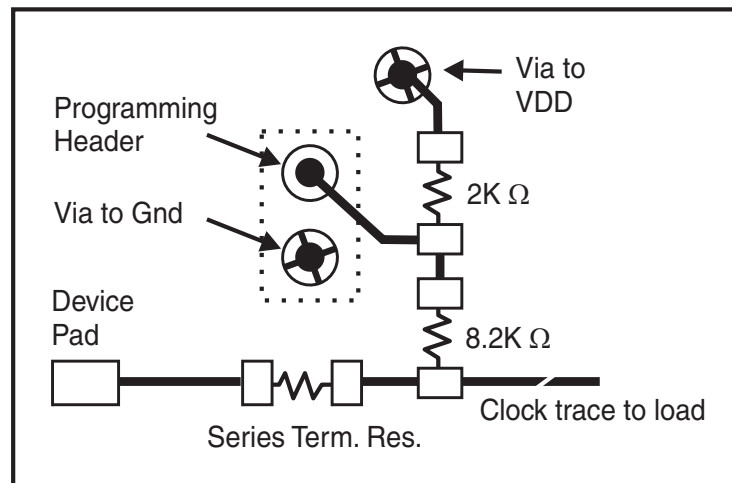 Via to
VDD
Programming
Header
2K Ω
Via to Gnd
Device
Pad
8.2K Ω
Clock trace to load
Series Term. Res.